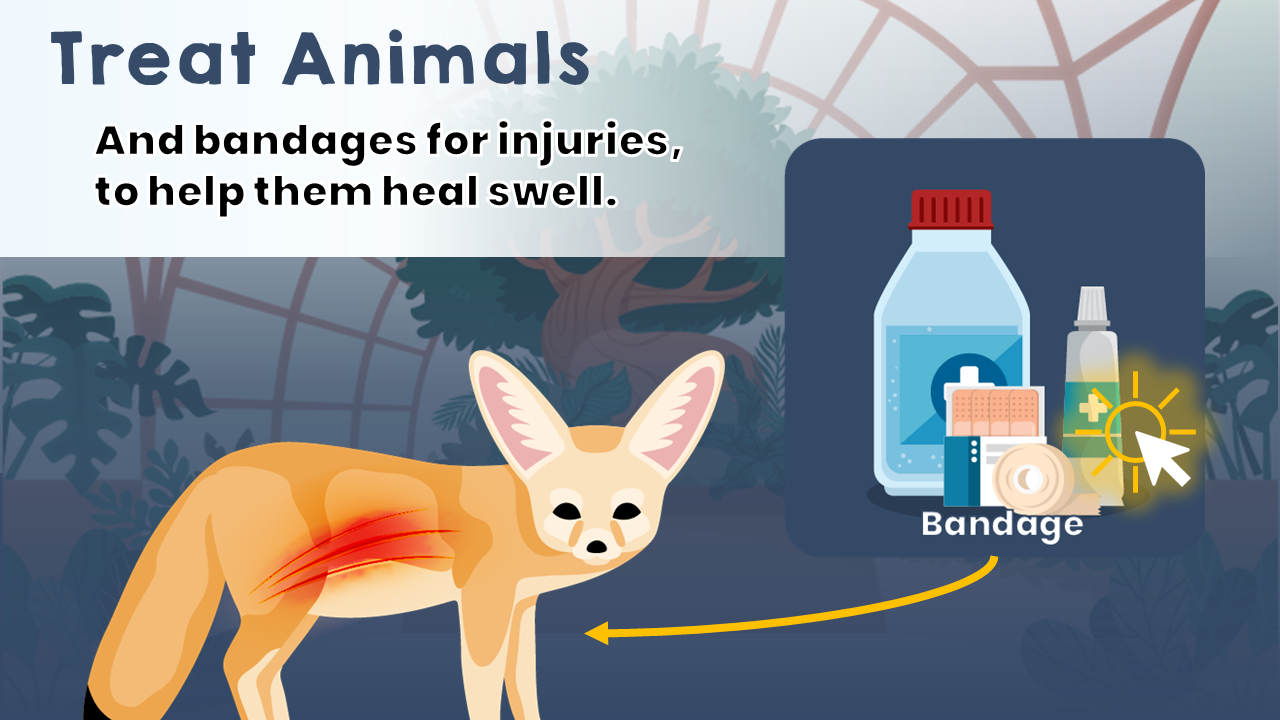 Treat Animals
And bandages for injuries,
to help them heal swell.
Bandage